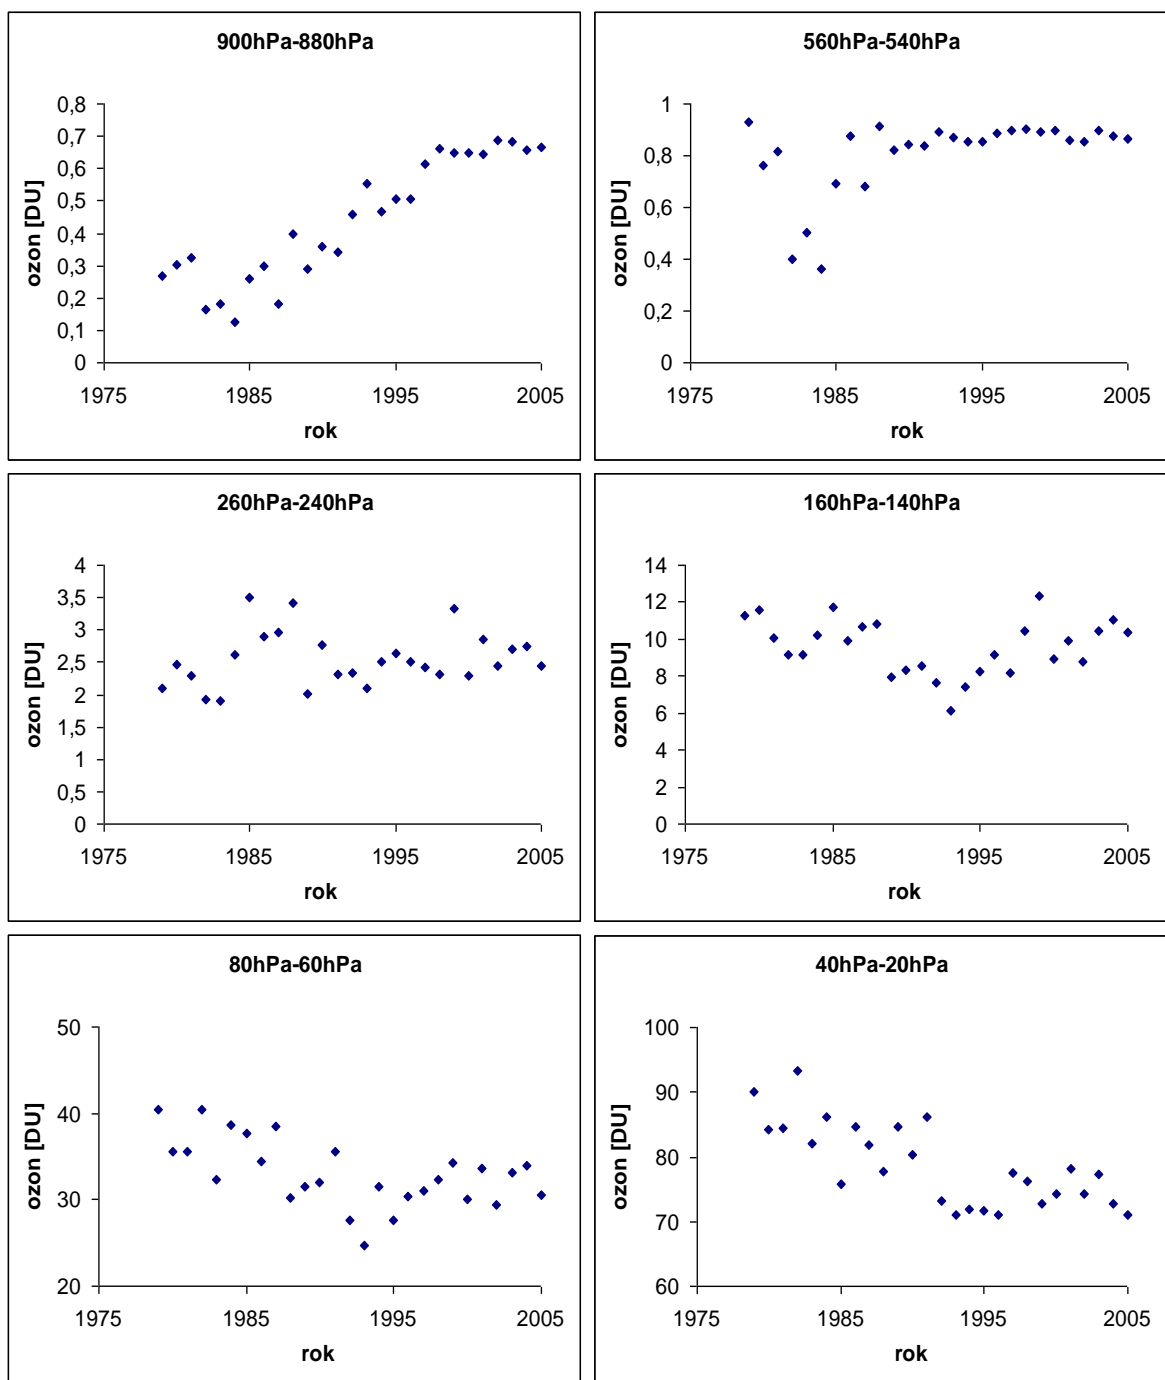 900hPa-880hPa
0,8
0,7
0,6
0,5
0,4
0,3
0,2
0,1
0
ozon [DU]
1975 1985 1995 2005
rok
560hPa-540hPa
1
0,8
0,6
0,4
0,2
0
ozon [DU]
1975 1985 1995 2005
rok
260hPa-240hPa
4
3,5
3
2,5
2
1,5
1
0,5
0
ozon [DU]
1975 1985 1995 2005
rok
160hPa-140hPa
14
12
10
8
6
4
2
0
ozon [DU]
1975 1985 1995 2005
rok
80hPa-60hPa
50
40
30
20
ozon [DU]
1975 1985 1995 2005
rok
40hPa-20hPa
100
90
80
70
60
ozon [DU]
1975 1985 1995 2005
rok